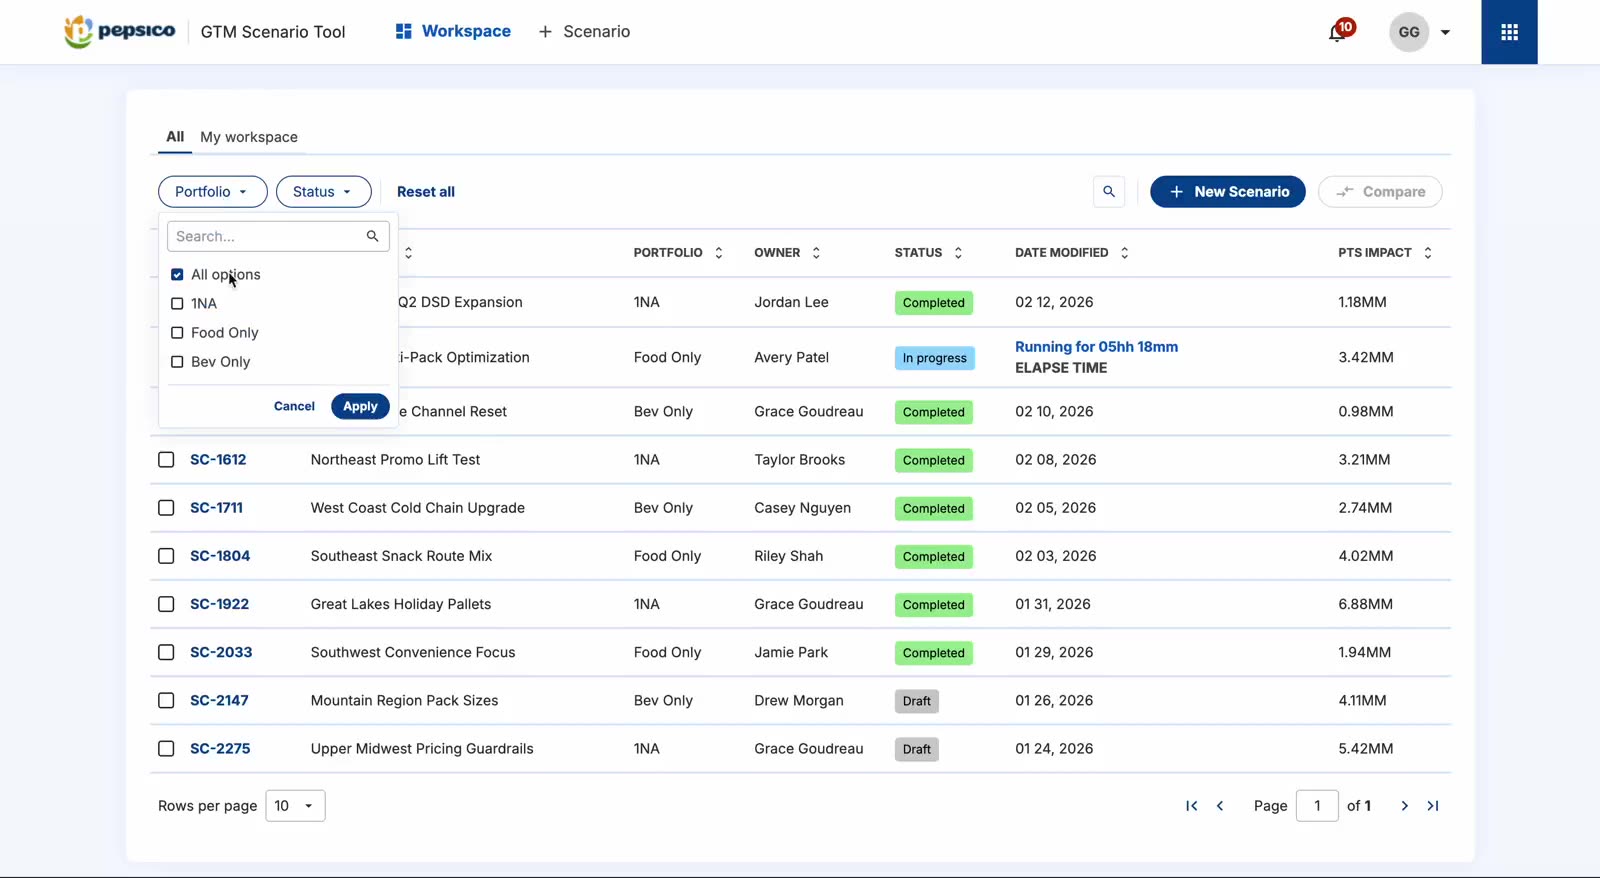 pepsico GTM Scenario Tool Workspace + Scenario 10 GG
All My workspace
Portfolio Status Reset all + New Scenario Compare
Search...
All options
1NA
Food Only
Bev Only
Cancel Apply
PORTFOLIO OWNER STATUS DATE MODIFIED PTS IMPACT
Q2 DSD Expansion 1NA Jordan Lee Completed 02 12, 2026 1.18MM
i-Pack Optimization Food Only Avery Patel In progress Running for 05hh 18mm ELAPSE TIME 3.42MM
e Channel Reset Bev Only Grace Goudreau Completed 02 10, 2026 0.98MM
SC-1612 Northeast Promo Lift Test 1NA Taylor Brooks Completed 02 08, 2026 3.21MM
SC-1711 West Coast Cold Chain Upgrade Bev Only Casey Nguyen Completed 02 05, 2026 2.74MM
SC-1804 Southeast Snack Route Mix Food Only Riley Shah Completed 02 03, 2026 4.02MM
SC-1922 Great Lakes Holiday Pallets 1NA Grace Goudreau Completed 01 31, 2026 6.88MM
SC-2033 Southwest Convenience Focus Food Only Jamie Park Completed 01 29, 2026 1.94MM
SC-2147 Mountain Region Pack Sizes Bev Only Drew Morgan Draft 01 26, 2026 4.11MM
SC-2275 Upper Midwest Pricing Guardrails 1NA Grace Goudreau Draft 01 24, 2026 5.42MM
Rows per page 10 Page 1 of 1